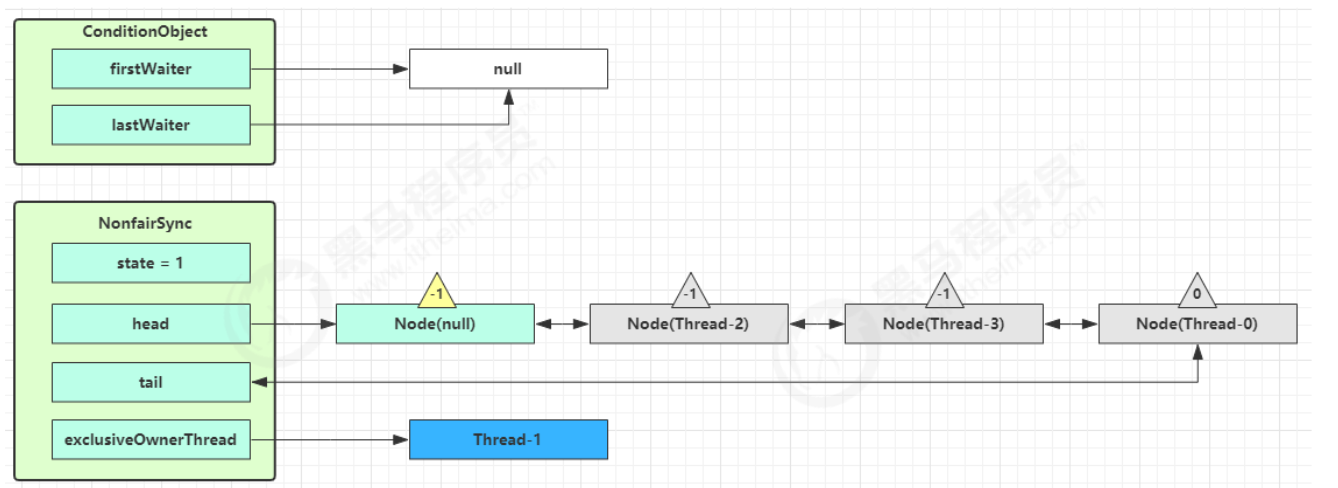 ConditionObject
firstWaiter
null
lastWaiter
黑马程序员
www.itheima.com
黑马程序员
www.itheima.com
NonfairSync
state = 1
-1
-1
-1
0
head
Node(null)
Node(Thread-2)
Node(Thread-3)
Node(Thread-0)
tail
exclusiveOwnerThread
Thread-1